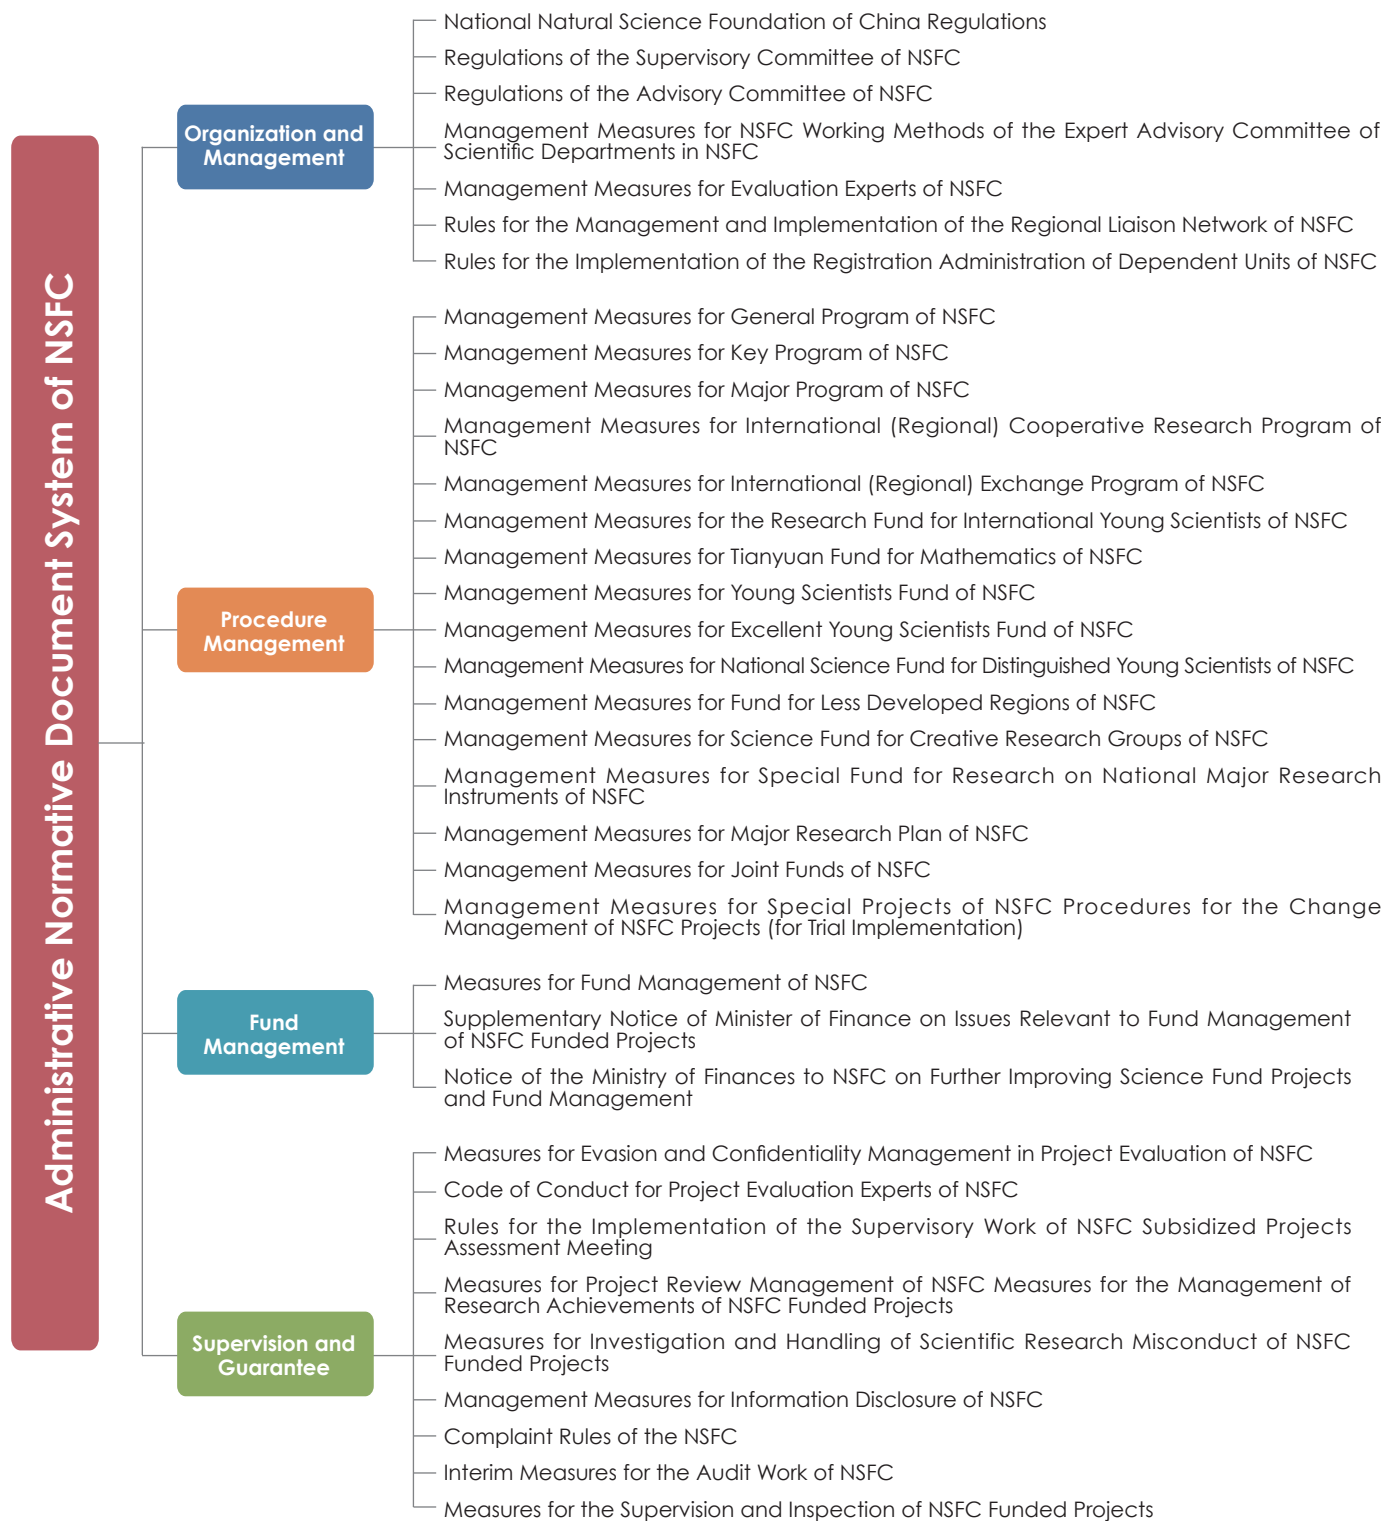 Administrative Normative Document System of NSFC
Organization and
Management
National Natural Science Foundation of China Regulations
Regulations of the Supervisory Committee of NSFC
Regulations of the Advisory Committee of NSFC
Management Measures for NSFC Working Methods of the Expert Advisory Committee of
Scientific Departments in NSFC
Management Measures for Evaluation Experts of NSFC
Rules for the Management and Implementation of the Regional Liaison Network of NSFC
Rules for the Implementation of the Registration Administration of Dependent Units of NSFC
Procedure
Management
Management Measures for General Program of NSFC
Management Measures for Key Program of NSFC
Management Measures for Major Program of NSFC
Management Measures for International (Regional) Cooperative Research Program of
NSFC
Management Measures for International (Regional) Exchange Program of NSFC
Management Measures for the Research Fund for International Young Scientists of NSFC
Management Measures for Tianyuan Fund for Mathematics of NSFC
Management Measures for Young Scientists Fund of NSFC
Management Measures for Excellent Young Scientists Fund of NSFC
Management Measures for National Science Fund for Distinguished Young Scientists of NSFC
Management Measures for Fund for Less Developed Regions of NSFC
Management Measures for Science Fund for Creative Research Groups of NSFC
Management Measures for Special Fund for Research on National Major Research
Instruments of NSFC
Management Measures for Major Research Plan of NSFC
Management Measures for Joint Funds of NSFC
Management Measures for Special Projects of NSFC Procedures for the Change
Management of NSFC Projects (for Trial Implementation)
Fund
Management
Measures for Fund Management of NSFC
Supplementary Notice of Minister of Finance on Issues Relevant to Fund Management
of NSFC Funded Projects
Notice of the Ministry of Finances to NSFC on Further Improving Science Fund Projects
and Fund Management
Supervision and
Guarantee
Measures for Evasion and Confidentiality Management in Project Evaluation of NSFC
Code of Conduct for Project Evaluation Experts of NSFC
Rules for the Implementation of the Supervisory Work of NSFC Subsidized Projects
Assessment Meeting
Measures for Project Review Management of NSFC Measures for the Management of
Research Achievements of NSFC Funded Projects
Measures for Investigation and Handling of Scientific Research Misconduct of NSFC
Funded Projects
Management Measures for Information Disclosure of NSFC
Complaint Rules of the NSFC
Interim Measures for the Audit Work of NSFC
Measures for the Supervision and Inspection of NSFC Funded Projects